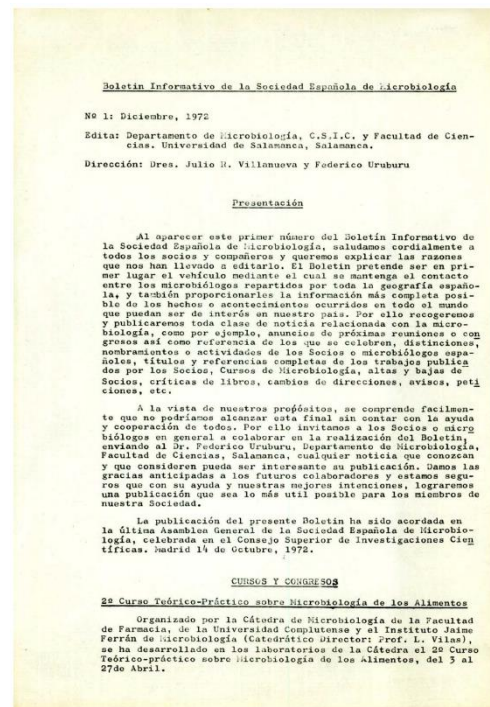 Boletin Informativo de la Sociedad Española de Microbiología
Nº 1: Diciembre, 1972
Edita: Departamento de Microbiología, C.S.I.C. y Facultad de Cien-
cias. Universidad de Salamanca, Salamanca.
Dirección: Dres. Julio R. Villanueva y Federico Uruburu
Presentación
Al aparecer este primer número del Boletín Informativo de
la Sociedad Española de Microbiología, saludamos cordialmente a
todos los socios y compañeros y queremos explicar las razones
que nos han llevado a editarlo. El Boletin pretende ser en pri-
mer lugar el vehículo mediante el cual se mantenga el contacto
entre los microbiólogos repartidos por toda la geografía españo-
la, y también proporcionarles la información más completa posi-
ble de los hechos o acontecimientos ocurridos en todo el mundo
que puedan ser de interés en nuestro país. Por ello recogeremos
y publicaremos toda clase de noticia relacionada con la micro-
biología, como por ejemplo, anuncios de próximas reuniones o con
gresos así como referencia de los que se celebren, distinciones,
nombramientos o actividades de los Socios o microbiólogos espa-
ñoles, títulos y referencias completas de los trabajos publica
dos por los Socios, Cursos de Microbiología, altas y bajas de
Socios, críticas de libros, cambios de direcciones, avisos, peti
ciones, etc.
A la vista de nuestros propósitos, se comprende facilmen-
te que no podríamos alcanzar esta final sin contar con la ayuda
y cooperación de todos. Por ello invitamos a los Socios o micro
biólogos en general a colaborar en la realización del Boletin,
enviando al Dr. Federico Uruburu, Departamento de Microbiología,
Facultad de Ciencias, Salamanca, cualquier noticia que conozcan
y que consideren pueda ser interesante su publicación. Damos las
gracias anticipadas a los futuros colaboradores y estamos segu-
ros que con su ayuda y nuestras mejores intenciones, lograremos
una publicación que sea lo más util posible para los miembros de
nuestra Sociedad.
La publicación del presente Boletin ha sido acordada en
la última Asamblea General de la Sociedad Española de Microbio-
logía, celebrada en el Consejo Superior de Investigaciones Cien
tíficas. Madrid 14 de Octubre, 1972.
CURSOS Y CONGRESOS
2º Curso Teórico-Práctico sobre Microbiología de los Alimentos
Organizado por la Cátedra de Microbiología de la Facultad
de Farmacia, de la Universidad Complutense y el Instituto Jaime
Ferrán de Microbiología (Catedrático Director: Prof. L. Vilas),
se ha desarrollado en los laboratorios de la Cátedra el 2º Curso
Teórico-práctico sobre Microbiología de los Alimentos, del 3 al
27de Abril.